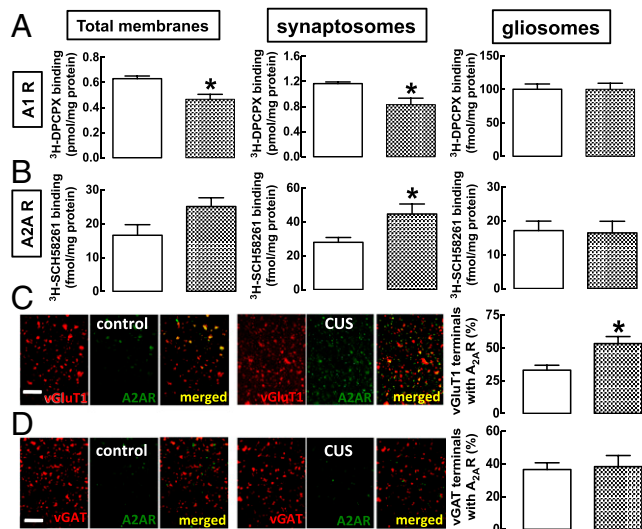 A
Total membranes
synaptosomes
gliosomes
A1 R
³H-DPCPX binding
(pmol/mg protein)
0.8
0.6
0.4
0.2
0.0
*
³H-DPCPX binding
(pmol/mg protein)
1.6
1.2
0.8
0.4
0.0
*
³H-DPCPX binding
(fmol/mg protein)
150
100
50
0
B
A2A R
³H-SCH58261 binding
(fmol/mg protein)
30
20
10
0
³H-SCH58261 binding
(fmol/mg protein)
60
40
20
0
*
³H-SCH58261 binding
(fmol/mg protein)
30
20
10
0
C
control
vGluT1
A2AR
merged
CUS
vGluT1
A2AR
merged
vGluT1 terminals
with A₂ₐR (%)
75
50
25
0
*
D
control
vGAT
A2AR
merged
CUS
vGAT
A2AR
merged
vGAT terminals
with A₂ₐR (%)
60
40
20
0